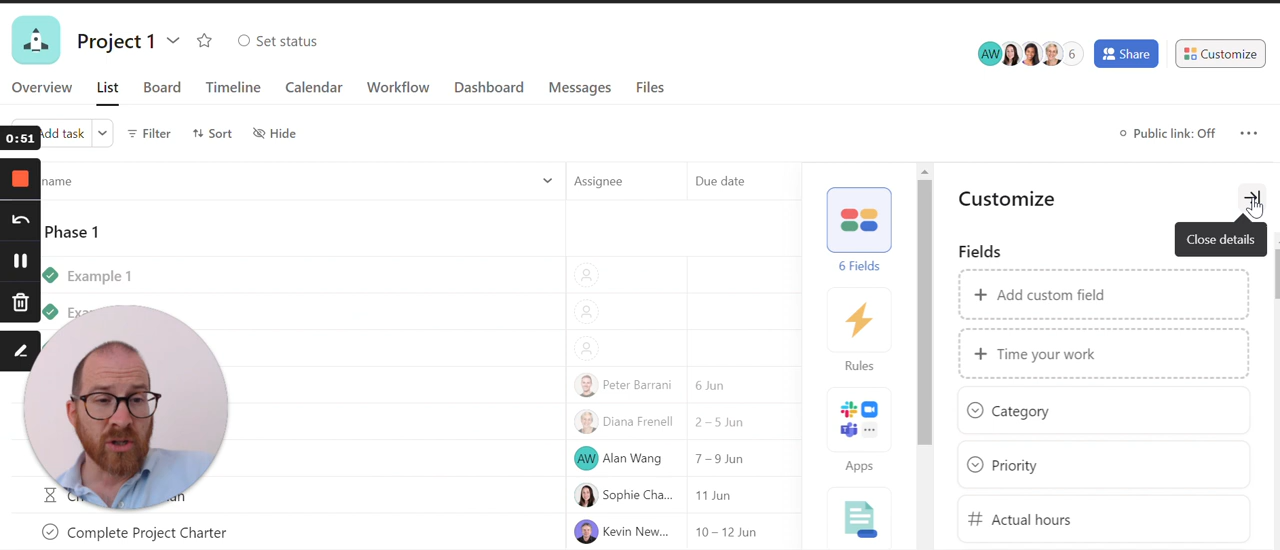 Project 1
Set status
AW
6
Share
Customize
Overview
List
Board
Timeline
Calendar
Workflow
Dashboard
Messages
Files
0:51
Add task
Filter
Sort
Hide
Public link: Off
name
Assignee
Due date
Phase 1
Example 1
Peter Barrani
6 Jun
Diana Frenell
2 – 5 Jun
AW
Alan Wang
7 – 9 Jun
Sophie Cha...
11 Jun
Complete Project Charter
Kevin New...
10 – 12 Jun
6 Fields
Rules
Apps
Customize
Close details
Fields
+ Add custom field
+ Time your work
Category
Priority
# Actual hours